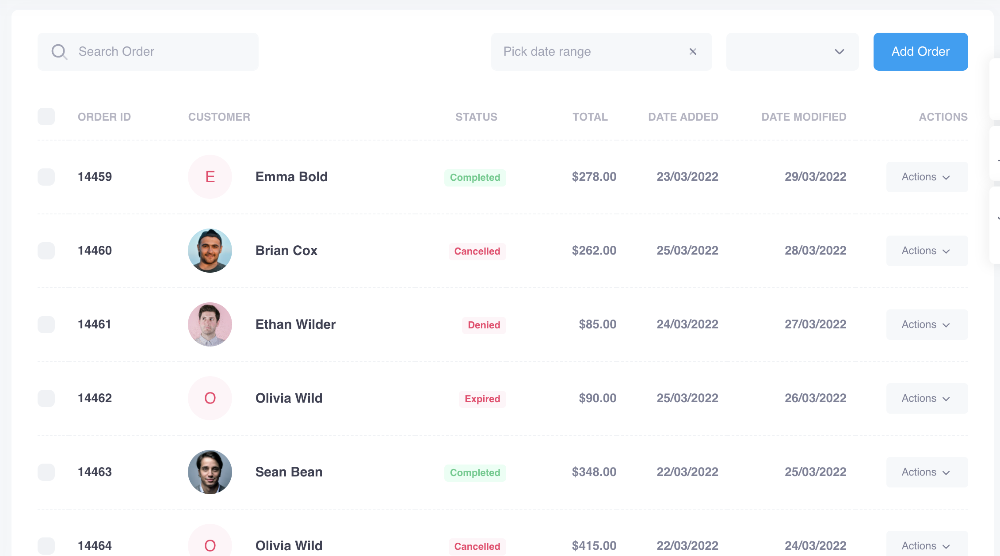 Search Order
Pick date range
Add Order
ORDER ID CUSTOMER STATUS TOTAL DATE ADDED DATE MODIFIED ACTIONS
14459 E Emma Bold Completed $278.00 23/03/2022 29/03/2022 Actions
14460 Brian Cox Cancelled $262.00 25/03/2022 28/03/2022 Actions
14461 Ethan Wilder Denied $85.00 24/03/2022 27/03/2022 Actions
14462 O Olivia Wild Expired $90.00 25/03/2022 26/03/2022 Actions
14463 Sean Bean Completed $348.00 22/03/2022 25/03/2022 Actions
14464 O Olivia Wild Cancelled $415.00 22/03/2022 24/03/2022 Actions